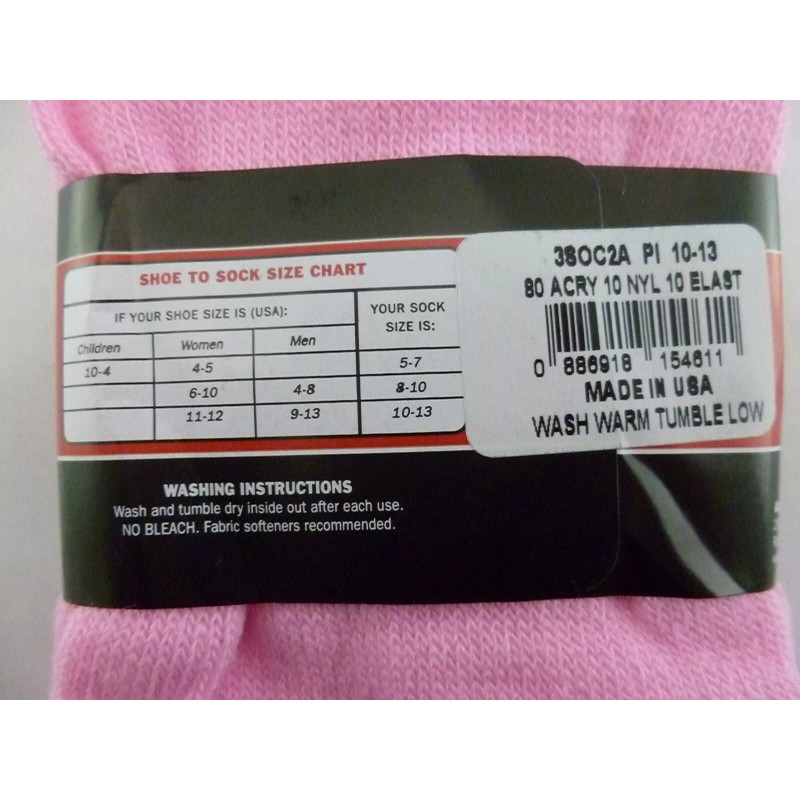 SHOE TO SOCK SIZE CHART
IF YOUR SHOE SIZE IS (USA): YOUR SOCK SIZE IS:
Children Women Men
10-4 4-5 5-7
6-10 4-8 8-10
11-12 9-13 10-13
WASHING INSTRUCTIONS
Wash and tumble dry inside out after each use.
NO BLEACH. Fabric softeners recommended.
3SOC2A PI 10-13
80 ACRY 10 NYL 10 ELAST
0 886918 154611
MADE IN USA
WASH WARM TUMBLE LOW